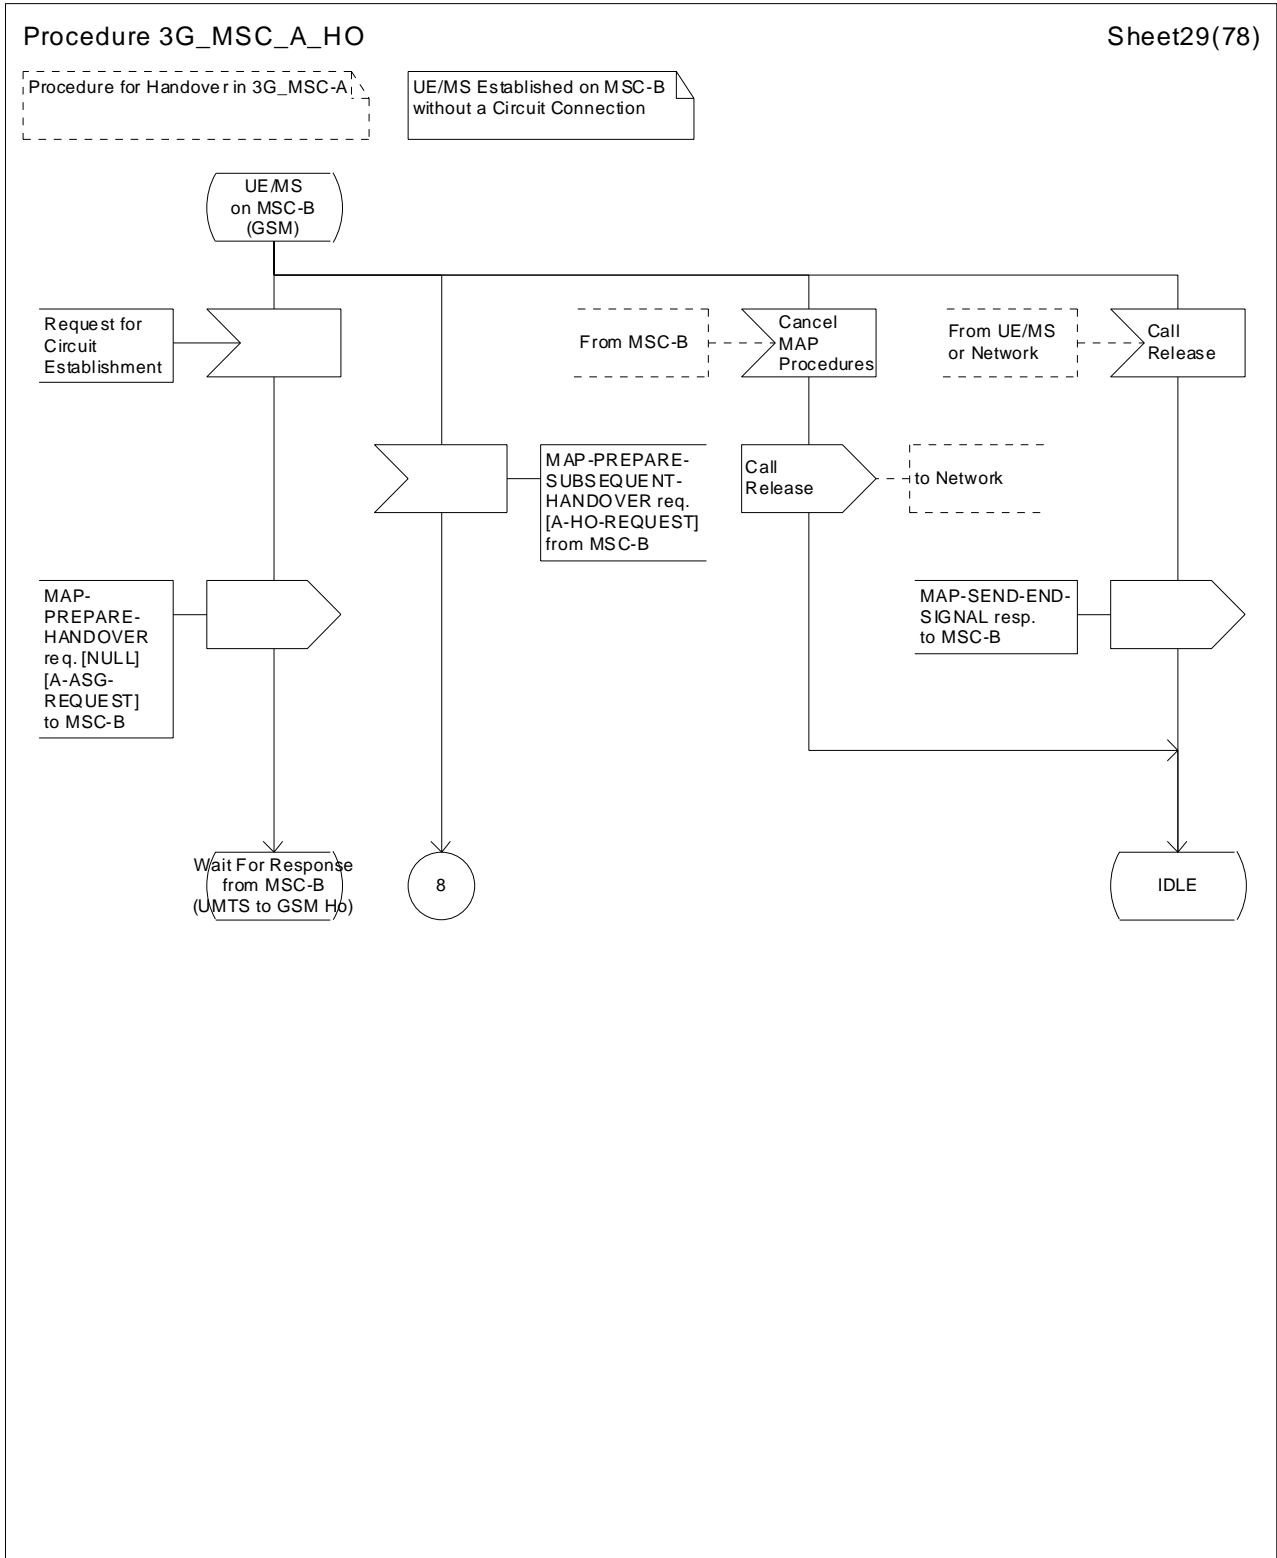 Procedure 3G_MSC_A_HO
Sheet29(78)
Procedure for Handover in 3G_MSC-A
UE/MS Established on MSC-B
without a Circuit Connection
UE/MS
on MSC-B
(GSM)
Request for
Circuit
Establishment
From MSC-B
Cancel
MAP
Procedures
From UE/MS
or Network
Call
Release
MAP-PREPARE-
SUBSEQUENT-
HANDOVER req.
[A-HO-REQUEST]
from MSC-B
Call
Release
to Network
MAP-
PREPARE-
HANDOVER
req. [NULL]
[A-ASG-
REQUEST]
to MSC-B
MAP-SEND-END-
SIGNAL resp.
to MSC-B
Wait For Response
from MSC-B
(UMTS to GSM Ho)
8
IDLE